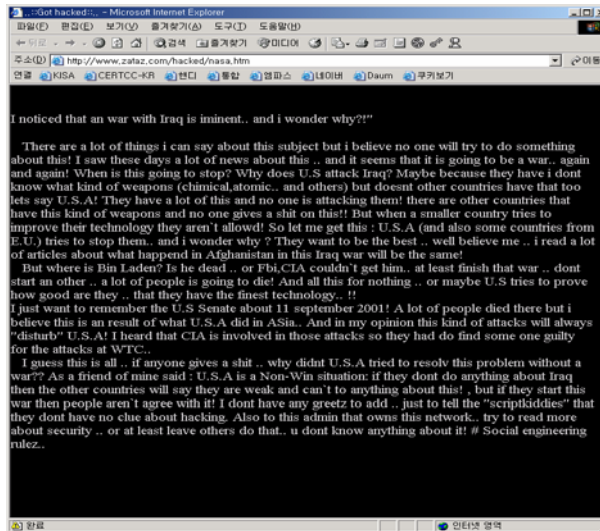 ..::Got hacked::.. - Microsoft Internet Explorer
파일(F) 편집(E) 보기(V) 즐겨찾기(A) 도구(T) 도움말(H)
뒤로 검색 즐겨찾기 미디어
주소(D) http://www.zataz.com/hacked/nasa.htm 이동
연결 KISA CERTCC-KR 핸디 통합 엠파스 네이버 Daum 쿠키보기
I noticed that an war with Iraq is iminent.. and i wonder why?!"
There are a lot of things i can say about this subject but i believe no one will try to do something
about this! I saw these days a lot of news about this .. and it seems that it is going to be a war.. again
and again! When is this going to stop? Why does U.S attack Iraq? Maybe because they have i dont
know what kind of weapons (chimical,atomic.. and others) but doesnt other countries have that too
lets say U.S.A! They have a lot of this and no one is attacking them! there are other countries that
have this kind of weapons and no one gives a shit on this!! But when a smaller country tries to
improve their technology they aren`t allowd! So let me get this : U.S.A (and also some countries from
E.U.) tries to stop them.. and i wonder why ? They want to be the best .. well believe me .. i read a lot
of articles about what happend in Afghanistan in this Iraq war will be the same!
But where is Bin Laden? Is he dead .. or Fbi,CIA couldn`t get him.. at least finish that war .. dont
start an other .. a lot of people is going to die! And all this for nothing .. or maybe U.S tries to prove
how good are they .. that they have the finest technology.. !!
I just want to remember the U.S Senate about 11 september 2001! A lot of people died there but i
believe this is an result of what U.S.A did in ASia.. And in my opinion this kind of attacks will always
"disturb" U.S.A! I heard that CIA is involved in those attacks so they had do find some one guilty
for the attacks at WTC..
I guess this is all .. if anyone gives a shit .. why didnt U.S.A tried to resolv this problem without a
war?? As a friend of mine said : U.S.A is a Non-Win situation: if they dont do anything about Iraq
then the other countries will say they are weak and can`t to anything about this! , but if they start this
war then people aren`t agree with it! I dont have any greetz to add .. just to tell the "scriptkiddies" that
they dont have no clue about hacking. Also to this admin that owns this network.. try to read more
about security .. or at least leave others do that.. u dont know anything about it! # Social engineering
rulez..
완료 인터넷 영역